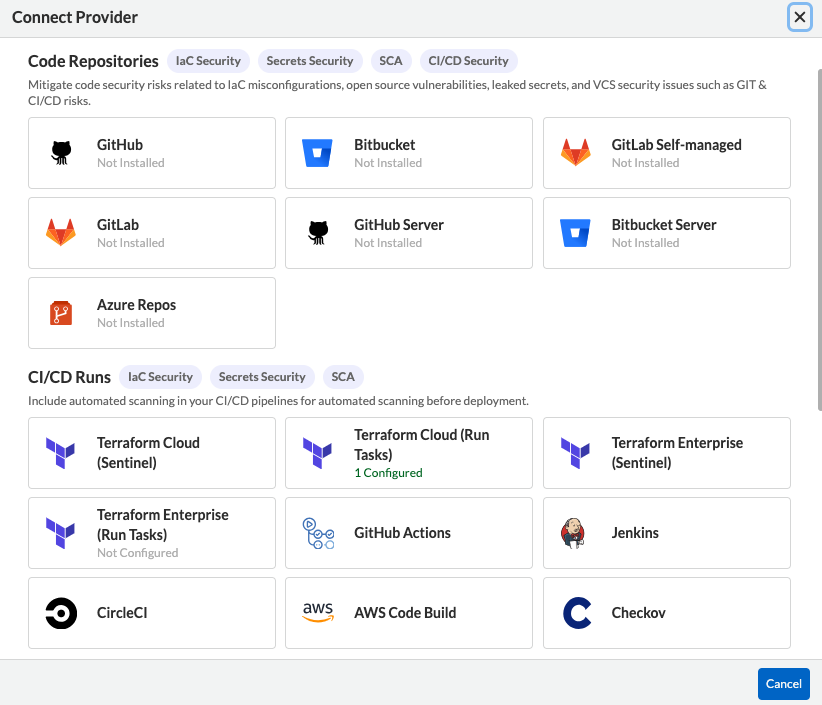 Connect Provider
Code Repositories IaC Security Secrets Security SCA CI/CD Security
Mitigate code security risks related to IaC misconfigurations, open source vulnerabilities, leaked secrets, and VCS security issues such as GIT &
CI/CD risks.
GitHub
Not Installed
Bitbucket
Not Installed
GitLab Self-managed
Not Installed
GitLab
Not Installed
GitHub Server
Not Installed
Bitbucket Server
Not Installed
Azure Repos
Not Installed
CI/CD Runs IaC Security Secrets Security SCA
Include automated scanning in your CI/CD pipelines for automated scanning before deployment.
Terraform Cloud
(Sentinel)
Terraform Cloud (Run
Tasks)
1 Configured
Terraform Enterprise
(Sentinel)
Terraform Enterprise
(Run Tasks)
Not Configured
GitHub Actions
Jenkins
CircleCI
aws
AWS Code Build
Checkov
Cancel